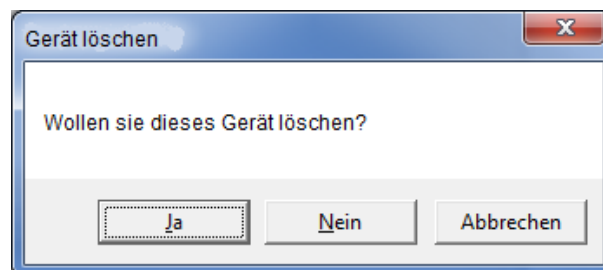 Gerät löschen
Wollen sie dieses Gerät löschen?
Ja Nein Abbrechen